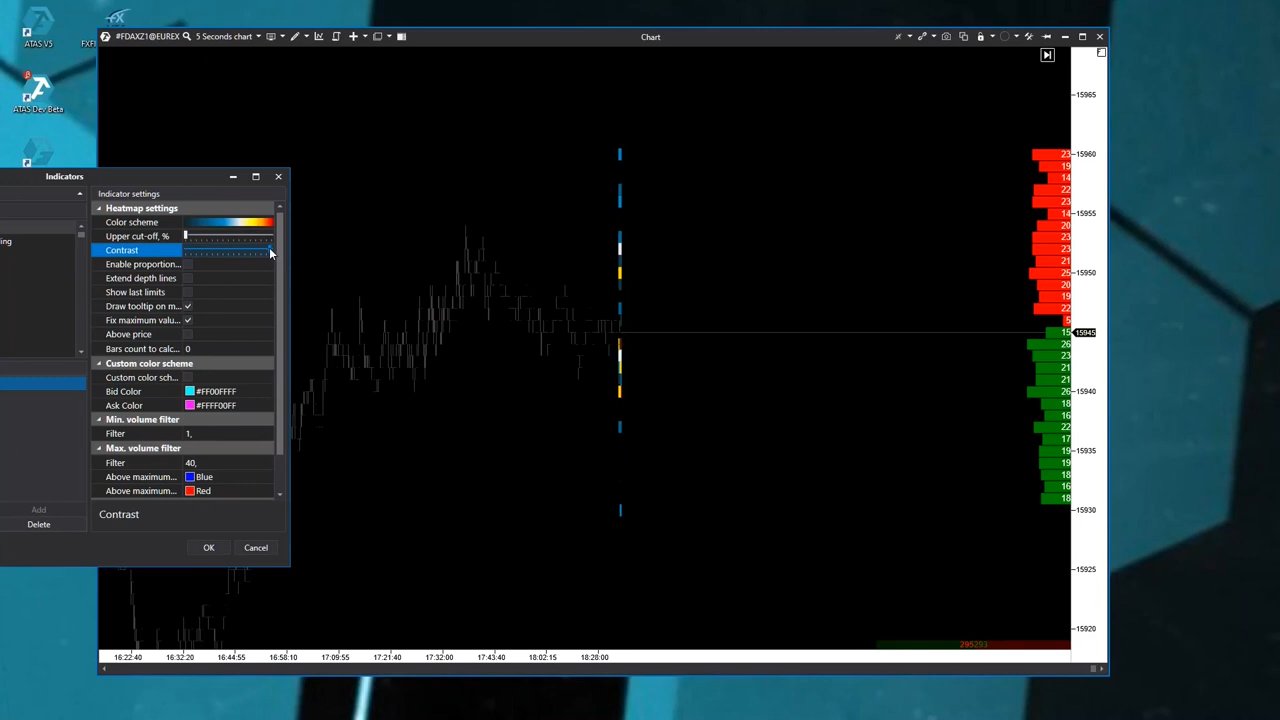 ATAS.V5
FXFL
ATAS Dev Beta
#FDAXZ1@EUREX
5 Seconds chart
Chart
Indicators
Indicator settings
Heatmap settings
Color scheme
Upper cut-off, %
Contrast
Enable proportion...
Extend depth lines
Show last limits
Draw tooltip on m...
Fix maximum valu...
Above price
Bars count to calc... 0
Custom color scheme
Custom color sch...
Bid Color #FF00FFFF
Ask Color #FFFF00FF
Min. volume filter
Filter 1,
Max. volume filter
Filter 40,
Above maximum... Blue
Above maximum... Red
Contrast
Add
Delete
OK
Cancel
ling
15965
23 15960
19
14
22
23
14 15955
20
23
23
21
25 15950
20
19
22
5
15 15945
26
23
21
21
26 15940
18
16
22
17
19 15935
19
18
16
18
15930
15925
15920
295293
16:22:40 16:32:20 16:44:55 16:58:10 17:09:55 17:21:40 17:32:00 17:43:40 18:02:15 18:28:00